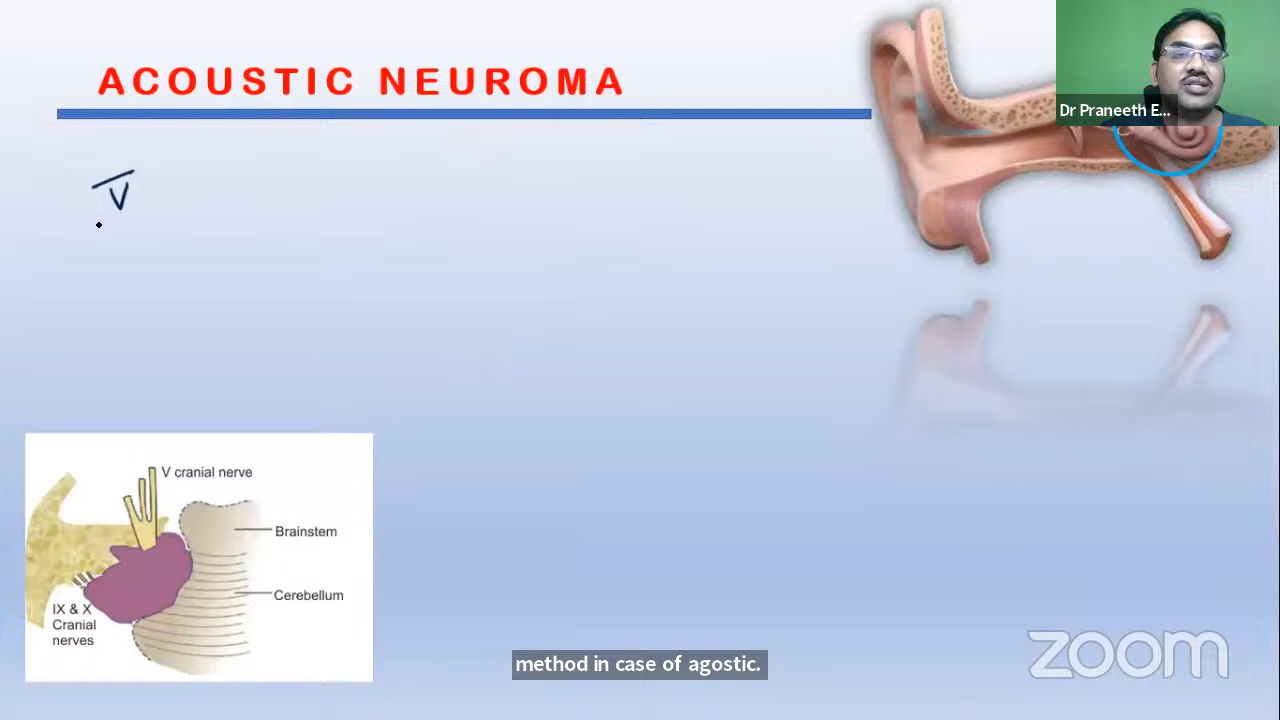 ACOUSTIC NEUROMA
Dr Praneeth E...
V
V cranial nerve
Brainstem
Cerebellum
IX & X
Cranial
nerves
method in case of agostic.
zoom